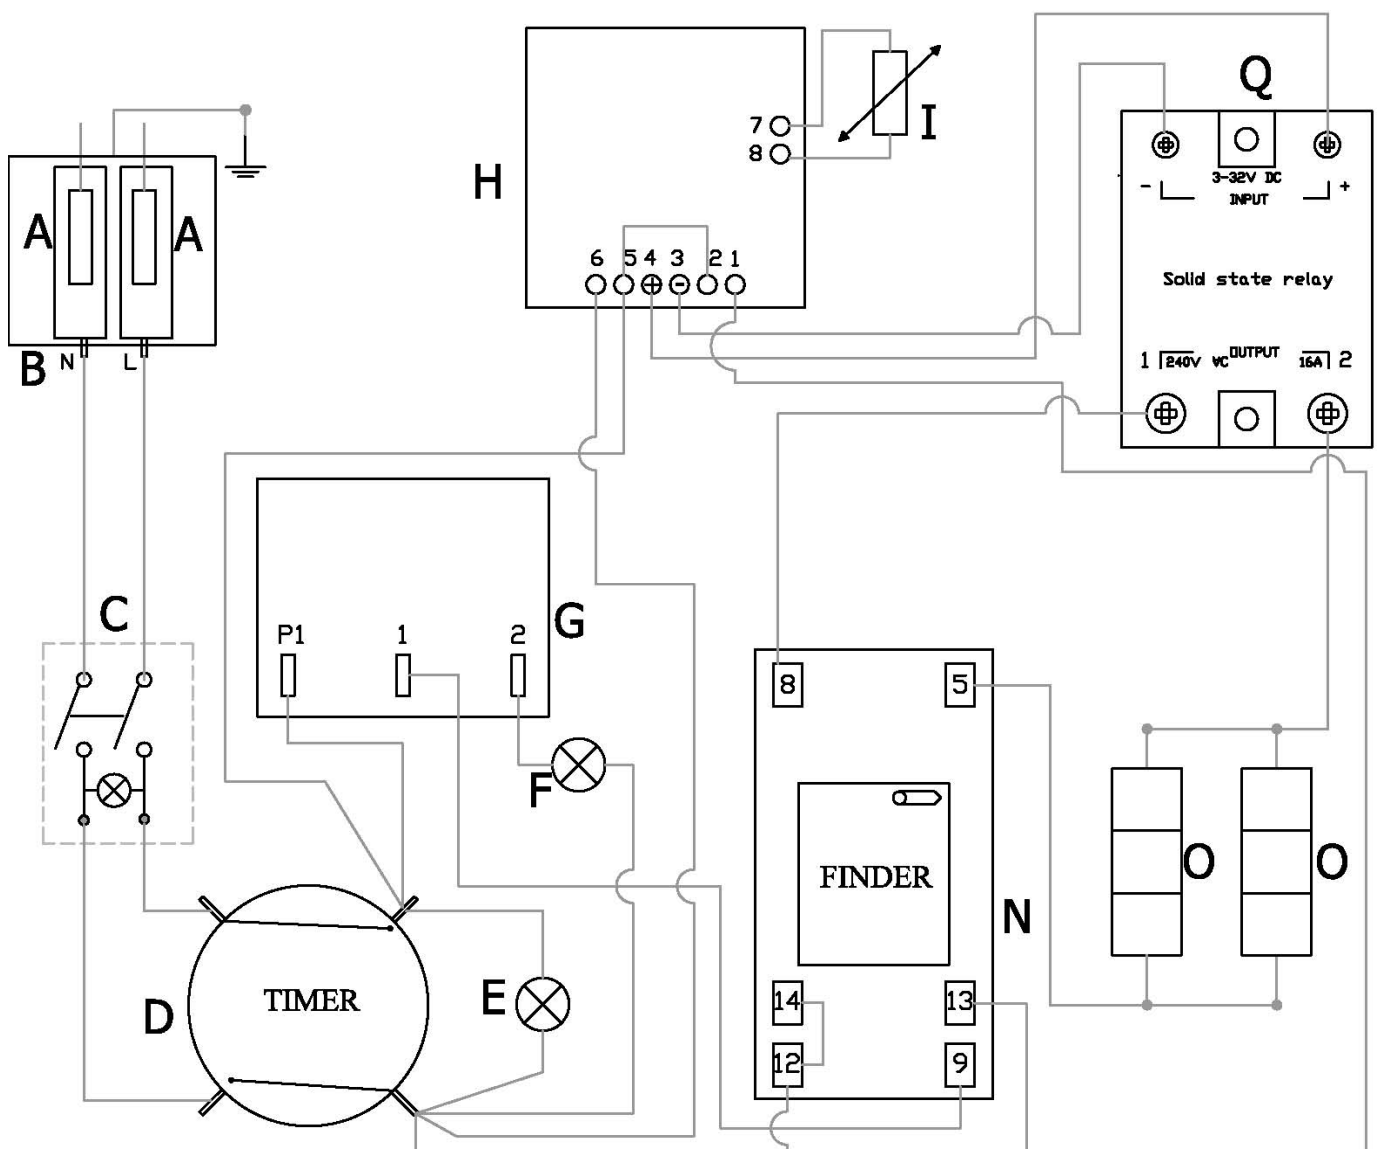 Q
I
7
8
H
3-32V DC
- +
INPUT
A A
6 5 4 3 2 1
Solid state relay
OUTPUT
1 240V AC 16A 2
B N L
C
G
P1 1 2
8 5
F
FINDER
O O
N
E
TIMER
D
14 13
12 9